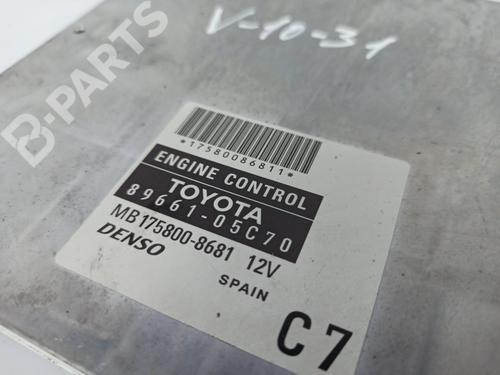 V-10-31
B-PARTS
*17580086811*
ENGINE CONTROL
TOYOTA
89661-05C70
MB175800-8681 12V
DENSO
SPAIN
C7